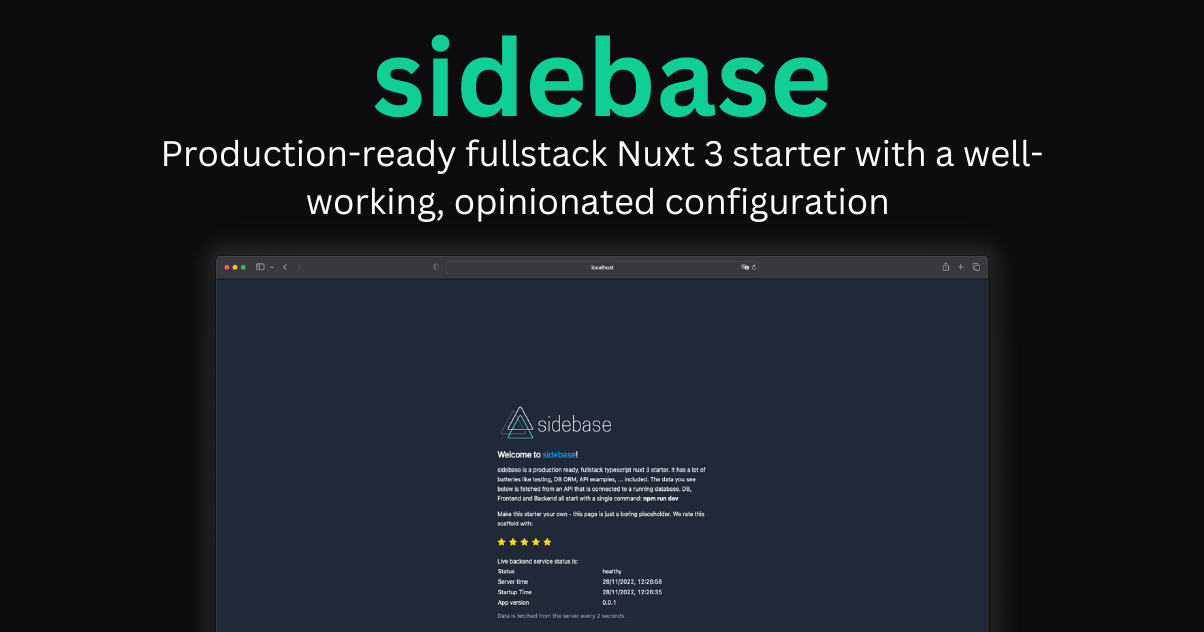 sidebase
Production-ready fullstack Nuxt 3 starter with a well-
working, opinionated configuration
localhost
sidebase
Welcome to sidebase!
sidebase is a production ready, fullstack typescript nuxt 3 starter. It has a lot of
batteries like testing, DB ORM, API examples, ... included. The data you see
below is fetched from an API that is connected to a running database. DB,
Frontend and Backend all start with a single command: npm run dev
Make this starter your own - this page is just a boring placeholder. We rate this
scaffold with:
Live backend service status is:
Status healthy
Server time 28/11/2022, 12:26:58
Startup Time 28/11/2022, 12:26:35
App version 0.0.1
Data is fetched from the server every 2 seconds.